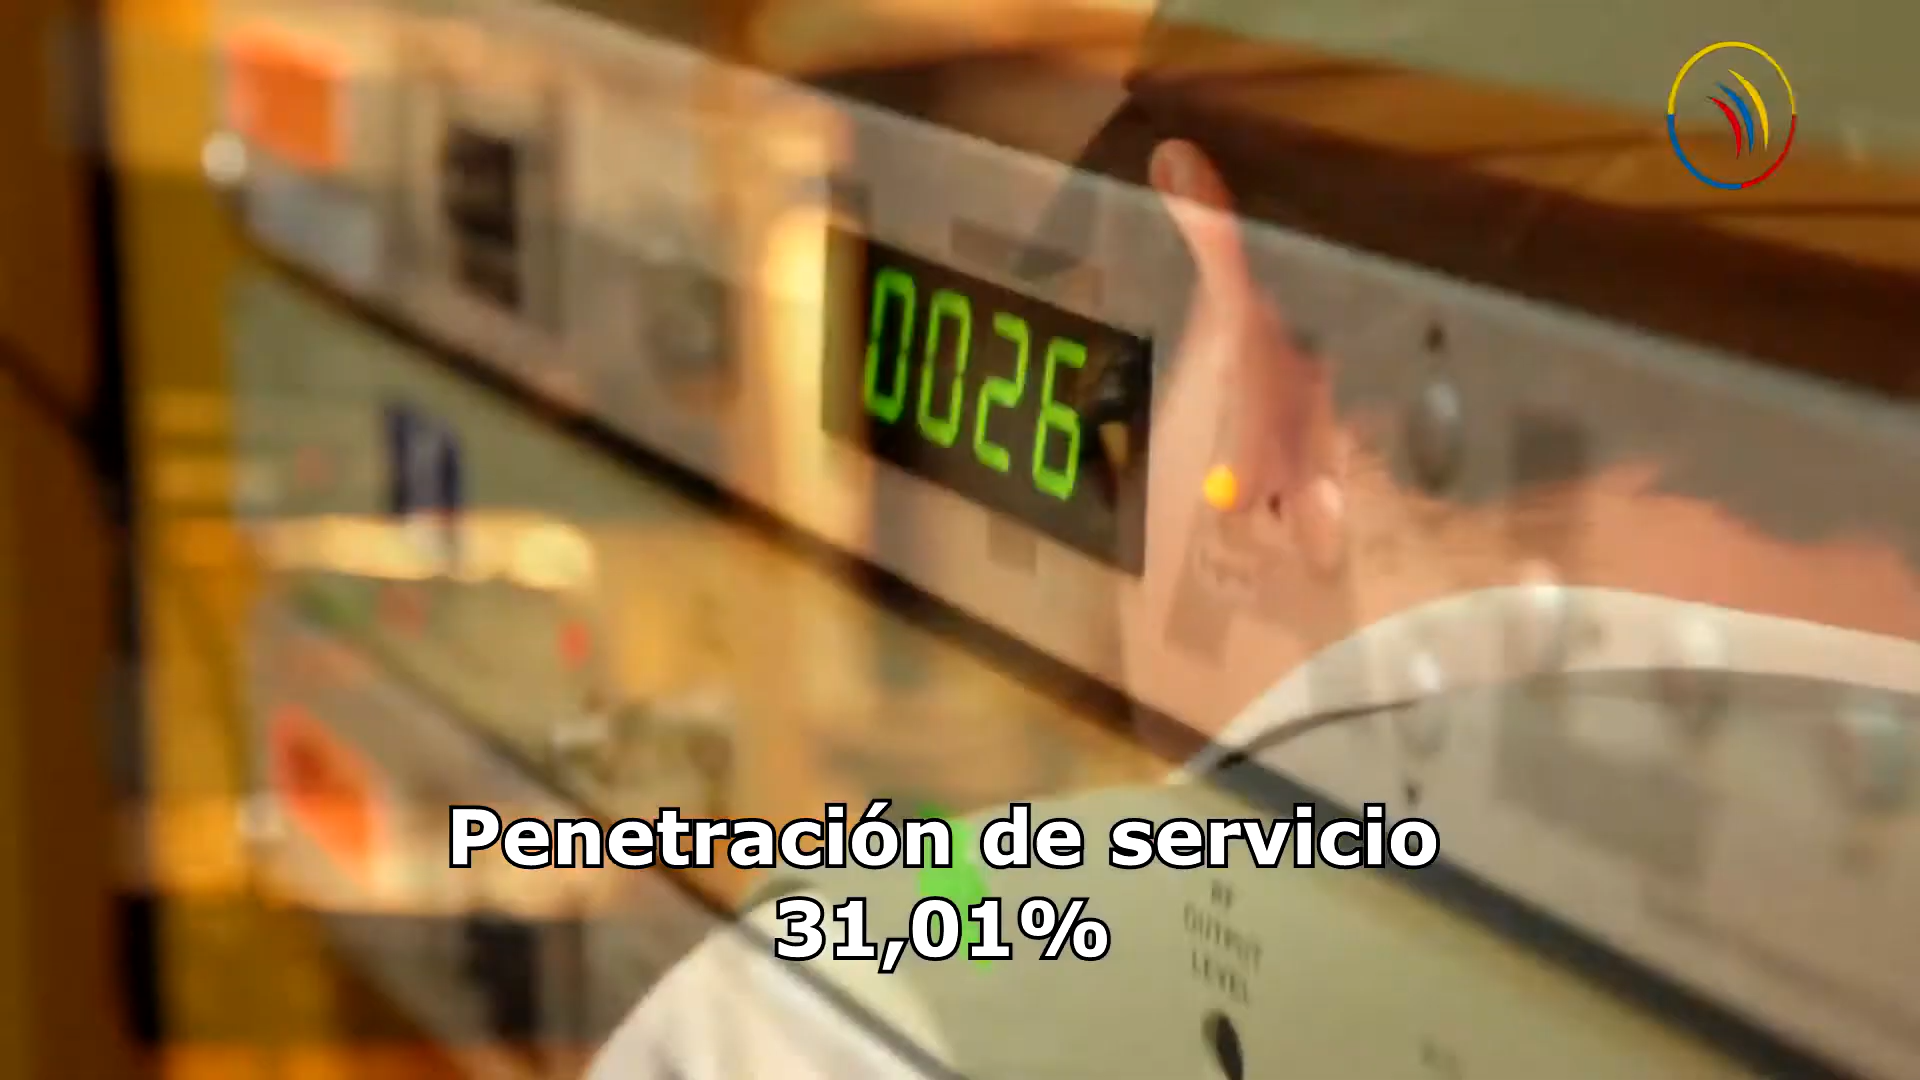 0026
Penetración de servicio
31,01%
RF
OUTPUT
LEVEL